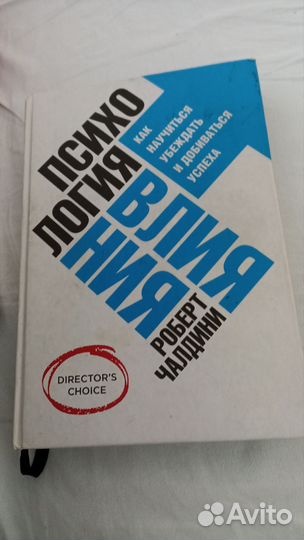 ПСИХО
ЛОГИЯ
ВЛИЯ
НИЯ
КАК
НАУЧИТЬСЯ
УБЕЖДАТЬ
И ДОБИВАТЬСЯ
УСПЕХА
РОБЕРТ
ЧАЛДИНИ
DIRECTOR'S
CHOICE
Avito